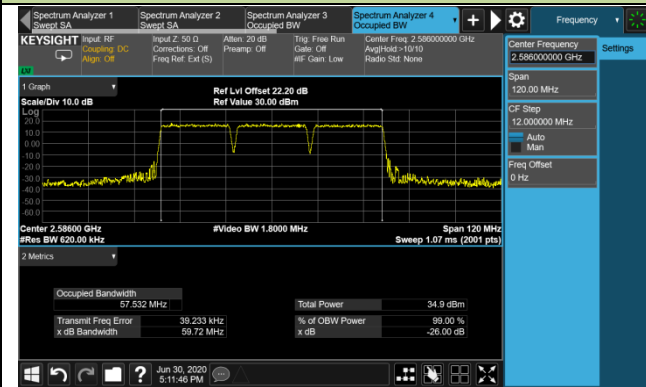 Spectrum Analyzer 1
Swept SA
Spectrum Analyzer 2
Swept SA
Spectrum Analyzer 3
Occupied BW
Spectrum Analyzer 4
Occupied BW
Frequency
KEYSIGHT
Input: RF
Coupling: DC
Align: Off
Input Z: 50 Ω
Corrections: Off
Freq Ref: Ext (S)
Atten: 20 dB
Preamp: Off
Trig: Free Run
Gate: Off
#IF Gain: Low
Center Freq: 2.586000000 GHz
Avg|Hold:>10/10
Radio Std: None
Center Frequency
2.586000000 GHz
Settings
Span
120.00 MHz
CF Step
12.000000 MHz
Auto
Man
Freq Offset
0 Hz
1 Graph
Ref Lvl Offset 22.20 dB
Scale/Div 10.0 dB
Ref Value 30.00 dBm
Log
20.0
10.0
0.00
-10.0
-20.0
-30.0
-40.0
-50.0
-60.0
Center 2.58600 GHz
#Video BW 1.8000 MHz
Span 120 MHz
#Res BW 620.00 kHz
Sweep 1.07 ms (2001 pts)
2 Metrics
Occupied Bandwidth
57.532 MHz
Total Power
34.9 dBm
Transmit Freq Error
39.233 kHz
% of OBW Power
99.00 %
x dB Bandwidth
59.72 MHz
x dB
-26.00 dB
Jun 30, 2020
5:11:46 PM